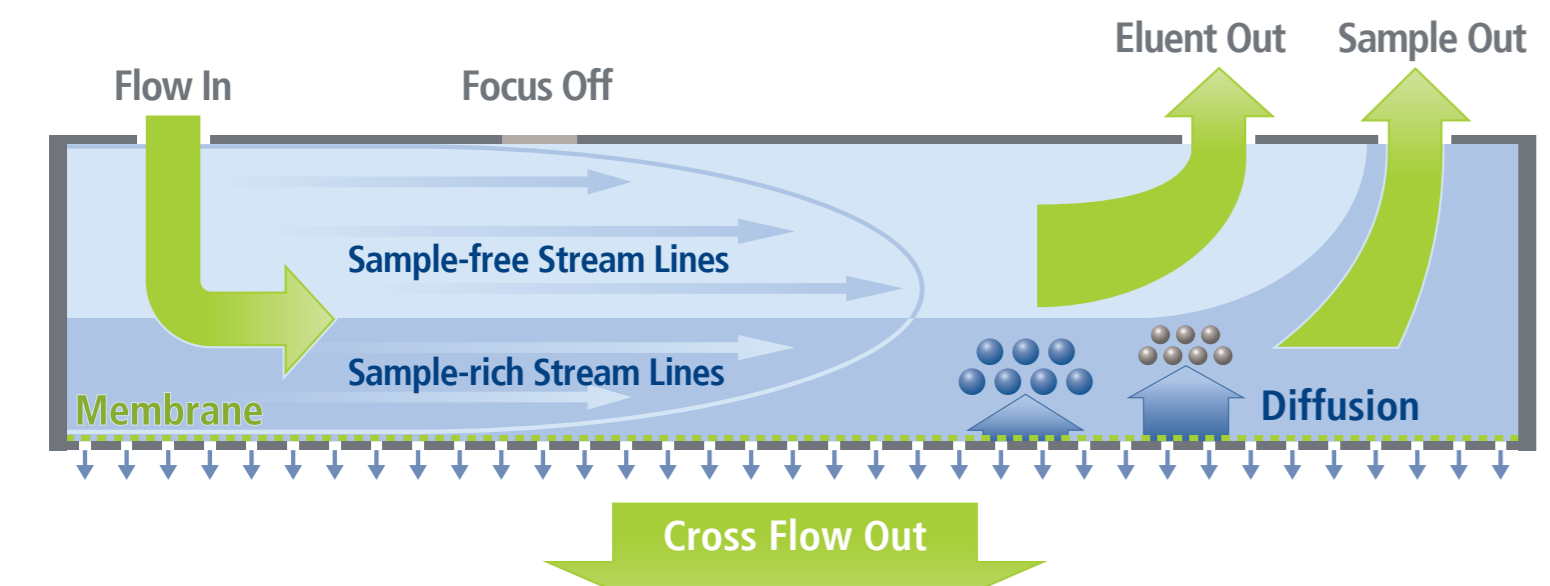 Eluent Out
Sample Out
Flow In
Focus Off
Sample-free Stream Lines
Sample-rich Stream Lines
Membrane
Diffusion
Cross Flow Out